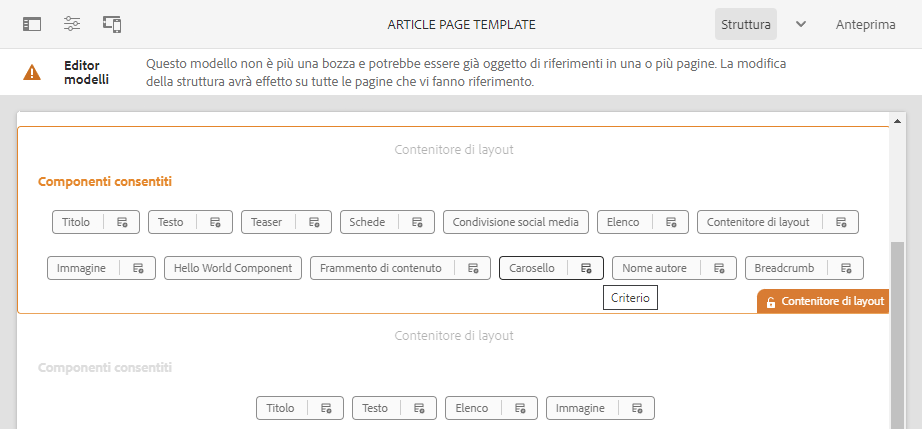 ARTICLE PAGE TEMPLATE Struttura Anteprima
Editor modelli
Questo modello non è più una bozza e potrebbe essere già oggetto di riferimenti in una o più pagine. La modifica
della struttura avrà effetto su tutte le pagine che vi fanno riferimento.
Contenitore di layout
Componenti consentiti
Titolo Testo Teaser Schede Condivisione social media Elenco Contenitore di layout
Immagine Hello World Component Frammento di contenuto Carosello Nome autore Breadcrumb
Criterio
Contenitore di layout
Contenitore di layout
Componenti consentiti
Titolo Testo Elenco Immagine